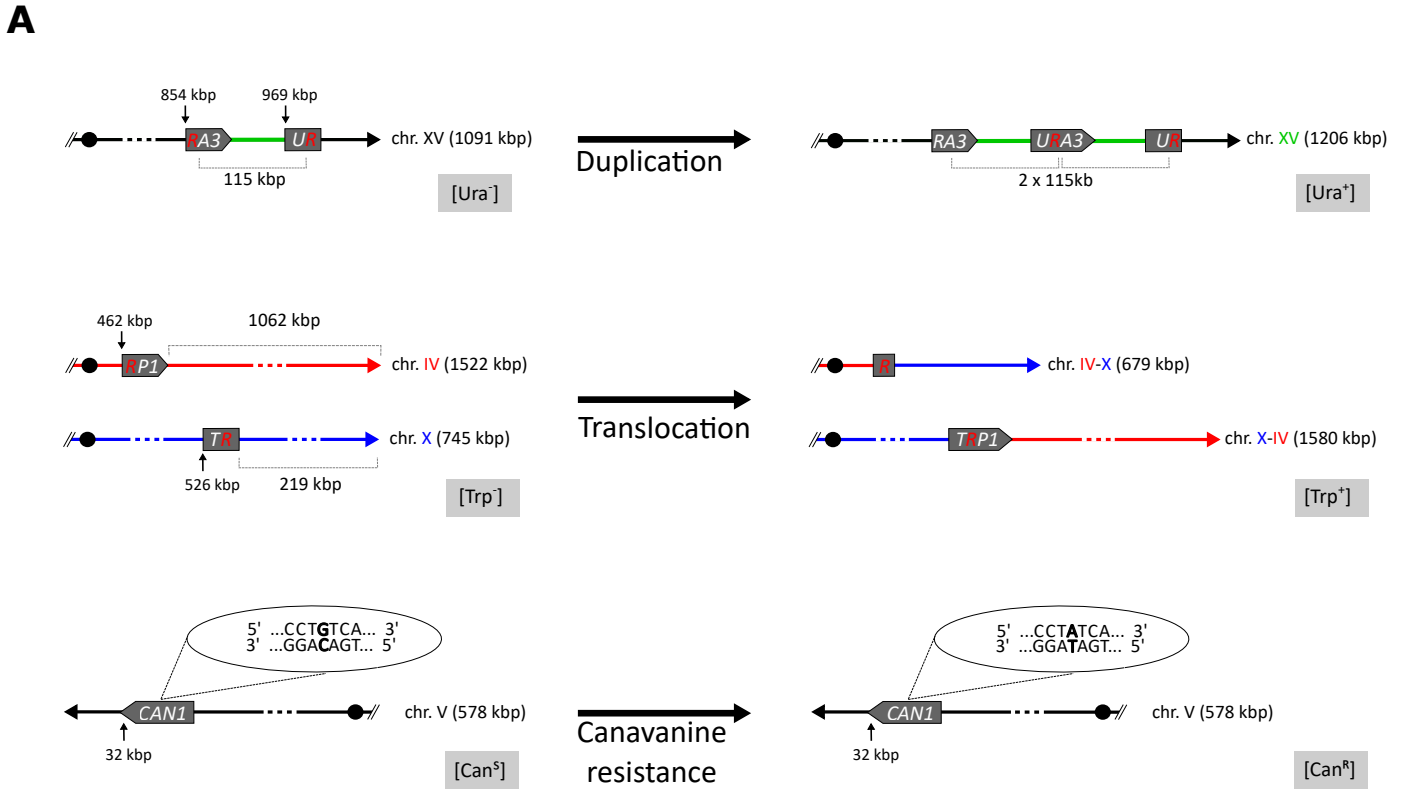 A
854 kbp
969 kbp
RA3
UR
chr. XV (1091 kbp)
115 kbp
[Ura⁻]
Duplication
RA3
URA3
UR
chr. XV (1206 kbp)
2 x 115kb
[Ura⁺]
462 kbp
1062 kbp
RP1
chr. IV (1522 kbp)
TR
chr. X (745 kbp)
526 kbp
219 kbp
[Trp⁻]
Translocation
R
chr. IV-X (679 kbp)
TRP1
chr. X-IV (1580 kbp)
[Trp⁺]
5' ...CCTGTCA... 3'
3' ...GGACAGT... 5'
CAN1
chr. V (578 kbp)
32 kbp
[Canˢ]
Canavanine
resistance
5' ...CCTATCA... 3'
3' ...GGATAGT... 5'
CAN1
chr. V (578 kbp)
32 kbp
[Canᴿ]